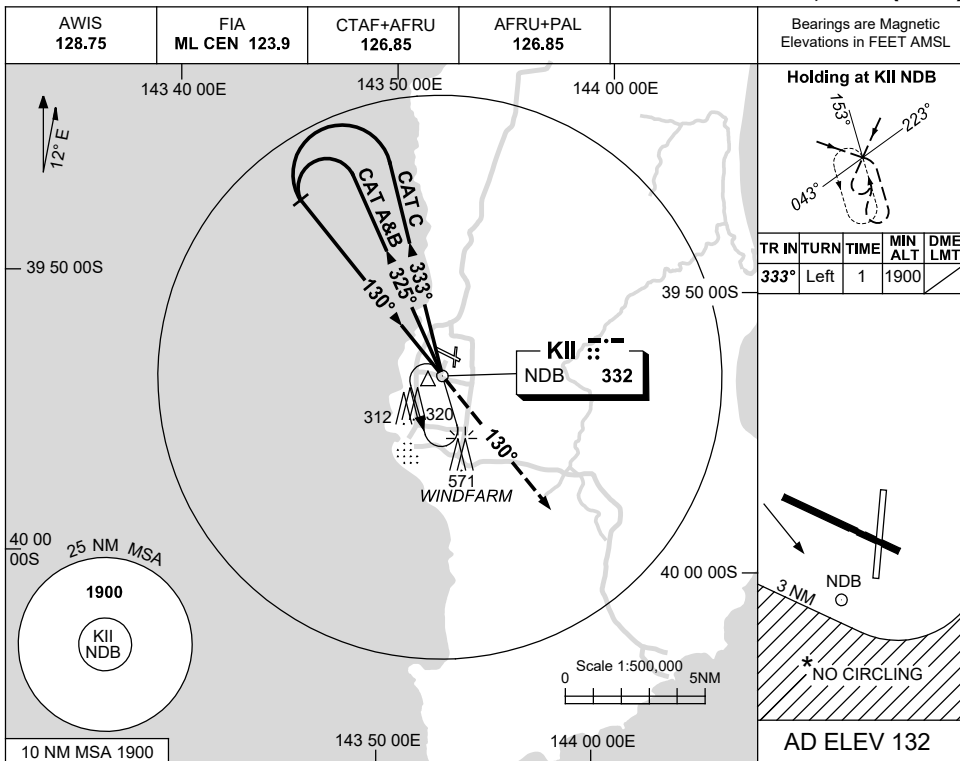 AWIS
128.75
FIA
ML CEN 123.9
CTAF+AFRU
126.85
AFRU+PAL
126.85
Bearings are Magnetic
Elevations in FEET AMSL
143 40 00E
143 50 00E
144 00 00E
12° E
CAT A&B
CAT C
39 50 00S
130°
325°
333°
39 50 00S
KII
NDB 332
312
320
130°
571
WINDFARM
40 00
00S
25 NM MSA
1900
KII
NDB
40 00 00S
Scale 1:500,000
0 5NM
143 50 00E
144 00 00E
10 NM MSA 1900
Holding at KII NDB
153°
223°
043°
TR IN TURN TIME MIN ALT DME LMT
333° Left 1 1900
NDB
3 NM
*NO CIRCLING
AD ELEV 132